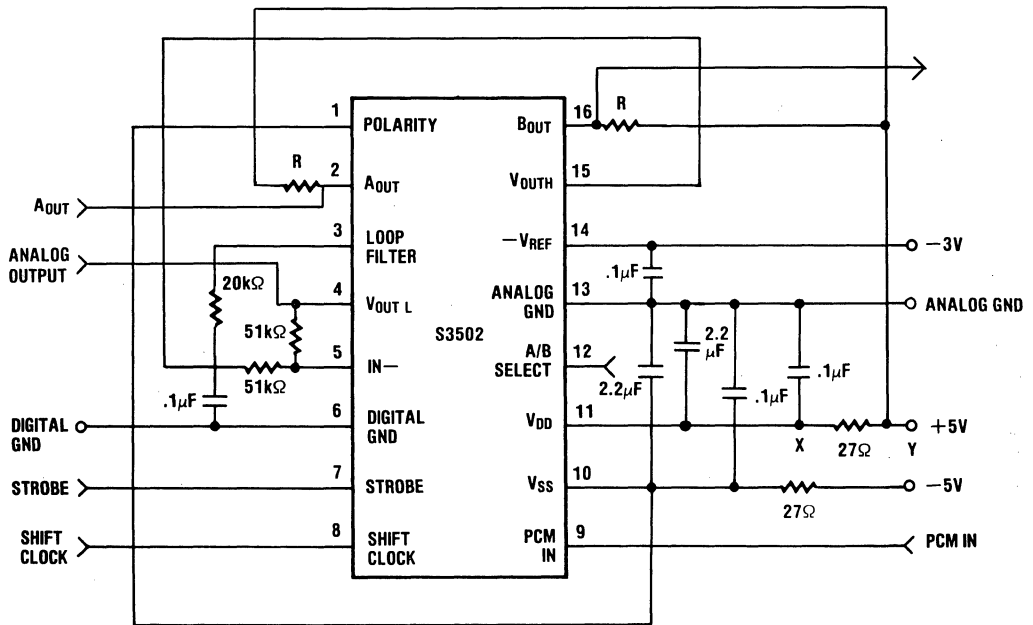 1
POLARITY
R
2
AOUT
AOUT
3
LOOP
FILTER
ANALOG
OUTPUT
20kΩ
4
VOUT L
51kΩ
5
IN−
51kΩ
.1μF
6
DIGITAL
GND
DIGITAL
GND
7
STROBE
STROBE
8
SHIFT
CLOCK
SHIFT
CLOCK
S3502
16
BOUT
R
15
VOUTH
14
−VREF
−3V
.1μF
13
ANALOG
GND
ANALOG GND
12
A/B
SELECT
2.2μF
2.2
μF
.1μF
.1μF
11
VDD
X
27Ω
Y
+5V
10
VSS
27Ω
−5V
9
PCM
IN
PCM IN